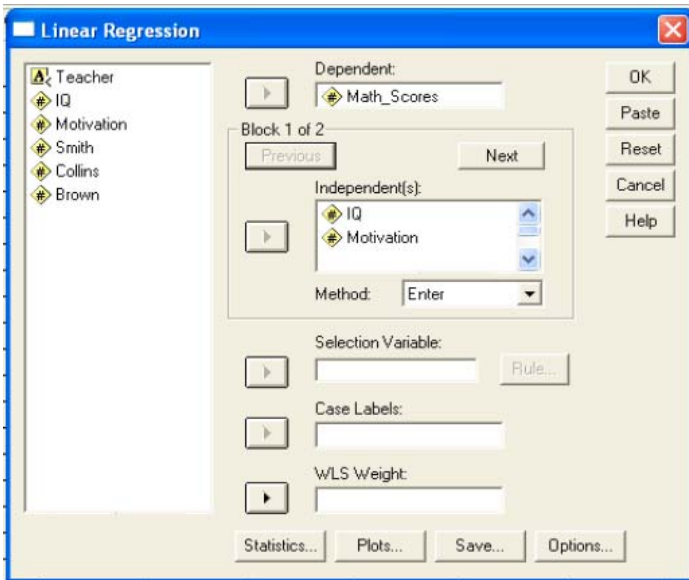 Linear Regression
Teacher
IQ
Motivation
Smith
Collins
Brown
Dependent:
Math_Scores
Block 1 of 2
Previous
Next
Independent(s):
IQ
Motivation
Method: Enter
Selection Variable:
Rule...
Case Labels:
WLS Weight:
Statistics... Plots... Save... Options...
OK
Paste
Reset
Cancel
Help